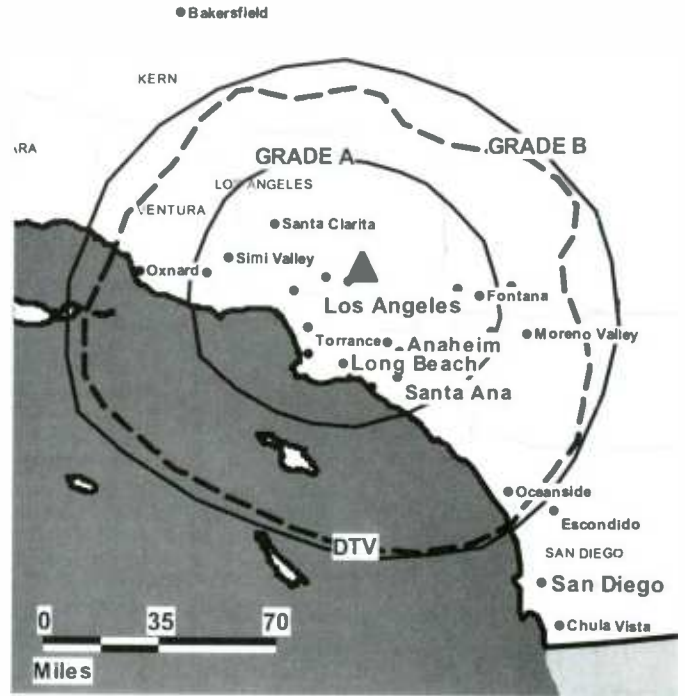 Bakersfield
KERN
ARA
GRADE B
GRADE A
LOS ANGELES
VENTURA
Santa Clarita
Simi Valley
Oxnard
Los Angeles
Fontana
Moreno Valley
Torrance
Anaheim
Long Beach
Santa Ana
Oceanside
Escondido
DTV
SAN DIEGO
San Diego
0 35 70
Chula Vista
Miles